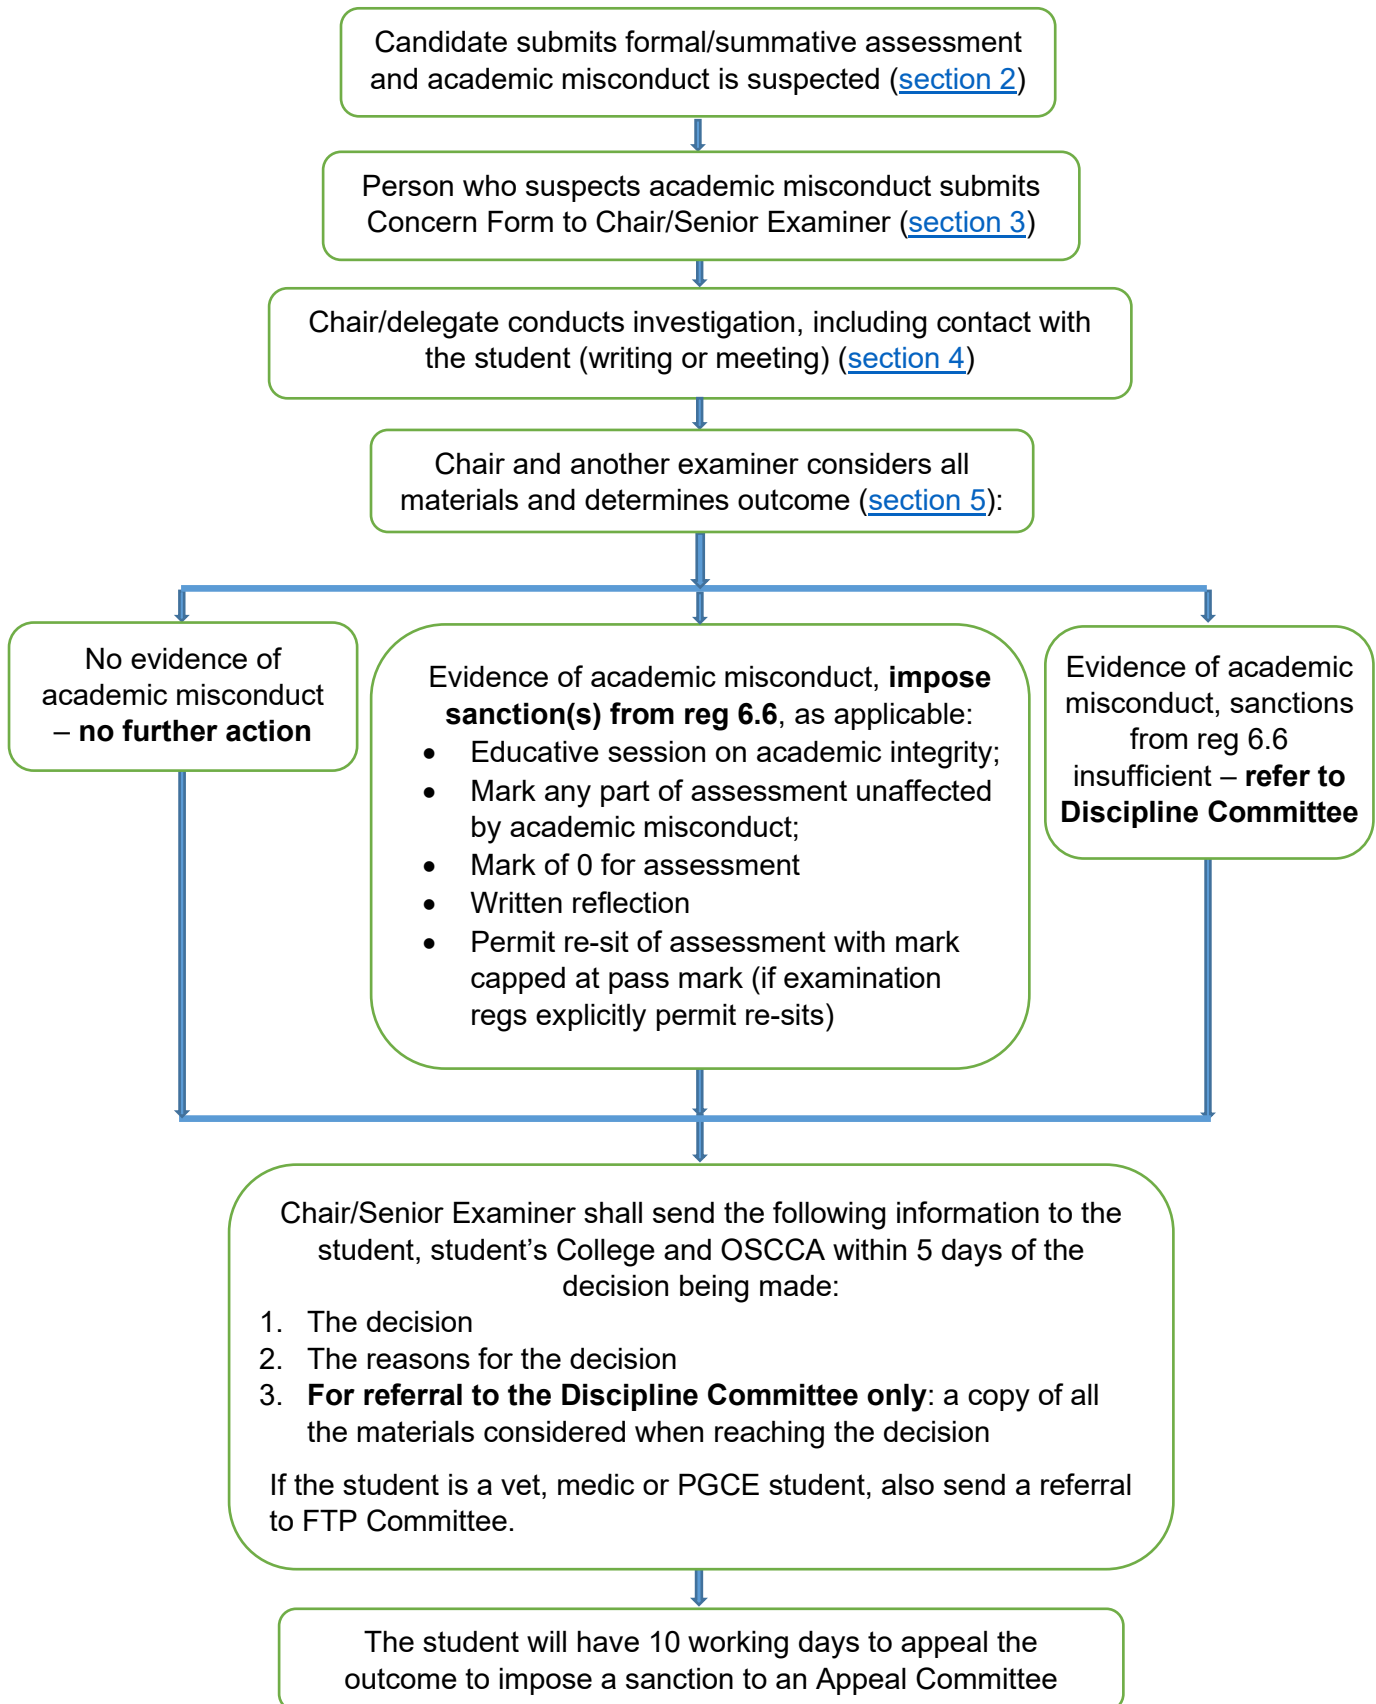 Candidate submits formal/summative assessment
and academic misconduct is suspected (section 2)
Person who suspects academic misconduct submits
Concern Form to Chair/Senior Examiner (section 3)
Chair/delegate conducts investigation, including contact with
the student (writing or meeting) (section 4)
Chair and another examiner considers all
materials and determines outcome (section 5):
No evidence of
academic misconduct
– no further action
Evidence of academic misconduct, impose
sanction(s) from reg 6.6, as applicable:
• Educative session on academic integrity;
• Mark any part of assessment unaffected
by academic misconduct;
• Mark of 0 for assessment
• Written reflection
• Permit re-sit of assessment with mark
capped at pass mark (if examination
regs explicitly permit re-sits)
Evidence of academic
misconduct, sanctions
from reg 6.6
insufficient – refer to
Discipline Committee
Chair/Senior Examiner shall send the following information to the
student, student's College and OSCCA within 5 days of the
decision being made:
1. The decision
2. The reasons for the decision
3. For referral to the Discipline Committee only: a copy of all
the materials considered when reaching the decision
If the student is a vet, medic or PGCE student, also send a referral
to FTP Committee.
The student will have 10 working days to appeal the
outcome to impose a sanction to an Appeal Committee